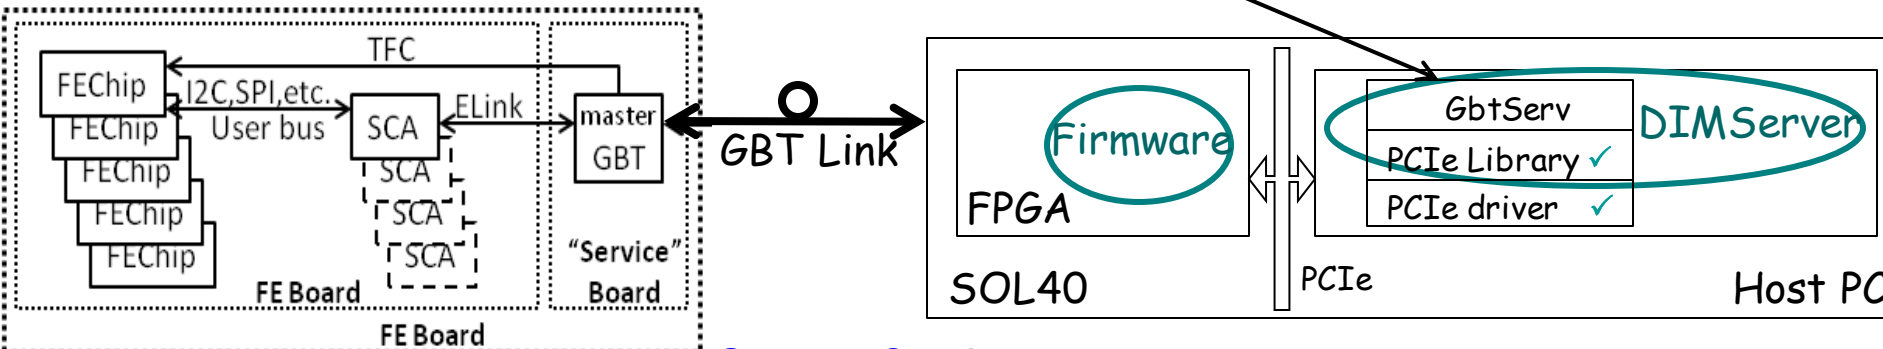 TFC
FEChip
I2C,SPI,etc.
User bus
FEChip
FEChip
FEChip
FEChip
SCA
SCA
SCA
SCA
ELink
master
GBT
"Service"
Board
FE Board
FE Board
GBT Link
Firmware
FPGA
SOL40
PCIe
GbtServ
PCIe Library ✓
PCIe driver ✓
DIMServer
Host PC